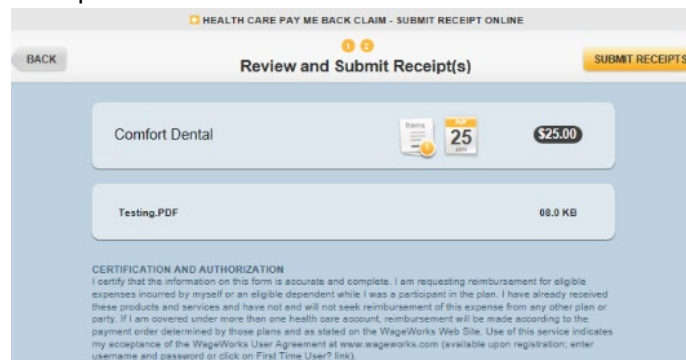 HEALTH CARE PAY ME BACK CLAIM - SUBMIT RECEIPT ONLINE
1 2
BACK
Review and Submit Receipt(s)
SUBMIT RECEIPTS
Comfort Dental
Items
25
$25.00
Testing.PDF
08.0 KB
CERTIFICATION AND AUTHORIZATION
I certify that the information on this form is accurate and complete. I am requesting reimbursement for eligible
expenses incurred by myself or an eligible dependent while I was a participant in the plan. I have already received
these products and services and have not and will not seek reimbursement of this expense from any other plan or
party. If I am covered under more than one health care account, reimbursement will be made according to the
payment order determined by those plans and as stated on the WageWorks Web Site. Use of this service indicates
my acceptance of the WageWorks User Agreement at www.wageworks.com (available upon registration; enter
username and password or click on First Time User? link).